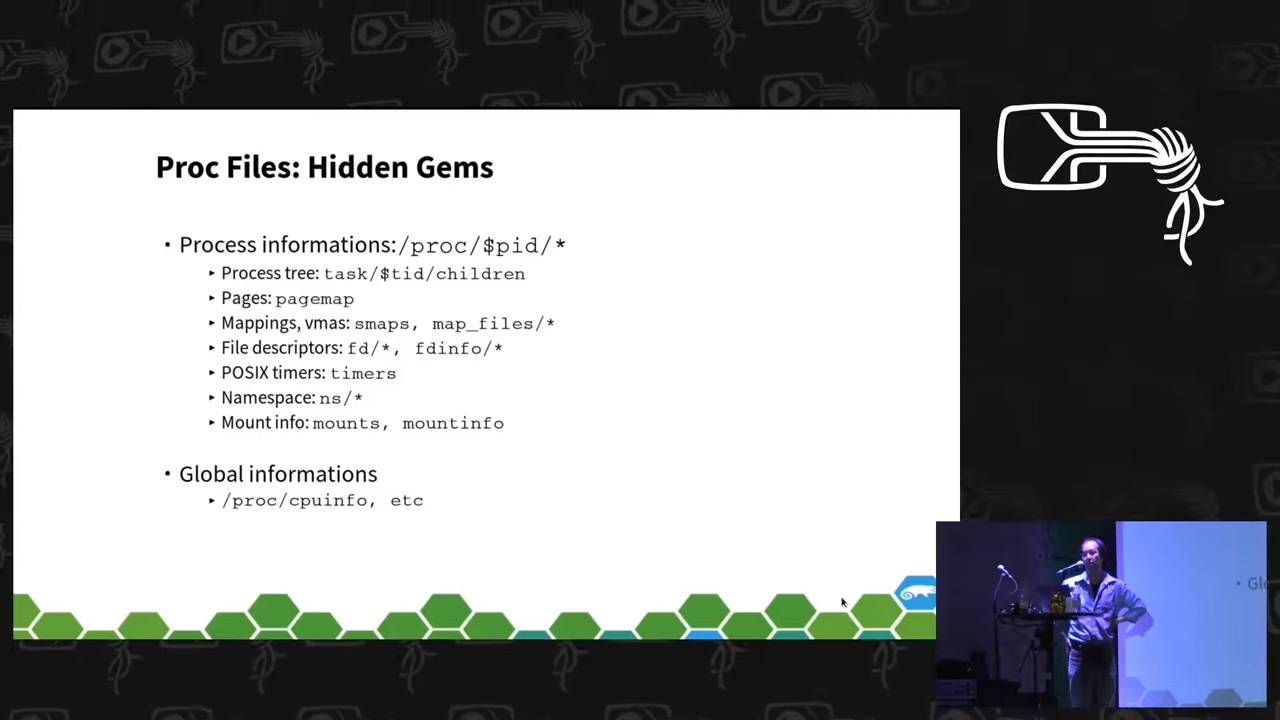 Proc Files: Hidden Gems
• Process informations:/proc/$pid/*
▸ Process tree: task/$tid/children
▸ Pages: pagemap
▸ Mappings, vmas: smaps, map_files/*
▸ File descriptors: fd/*, fdinfo/*
▸ POSIX timers: timers
▸ Namespace: ns/*
▸ Mount info: mounts, mountinfo
• Global informations
▸ /proc/cpuinfo, etc
• Glo